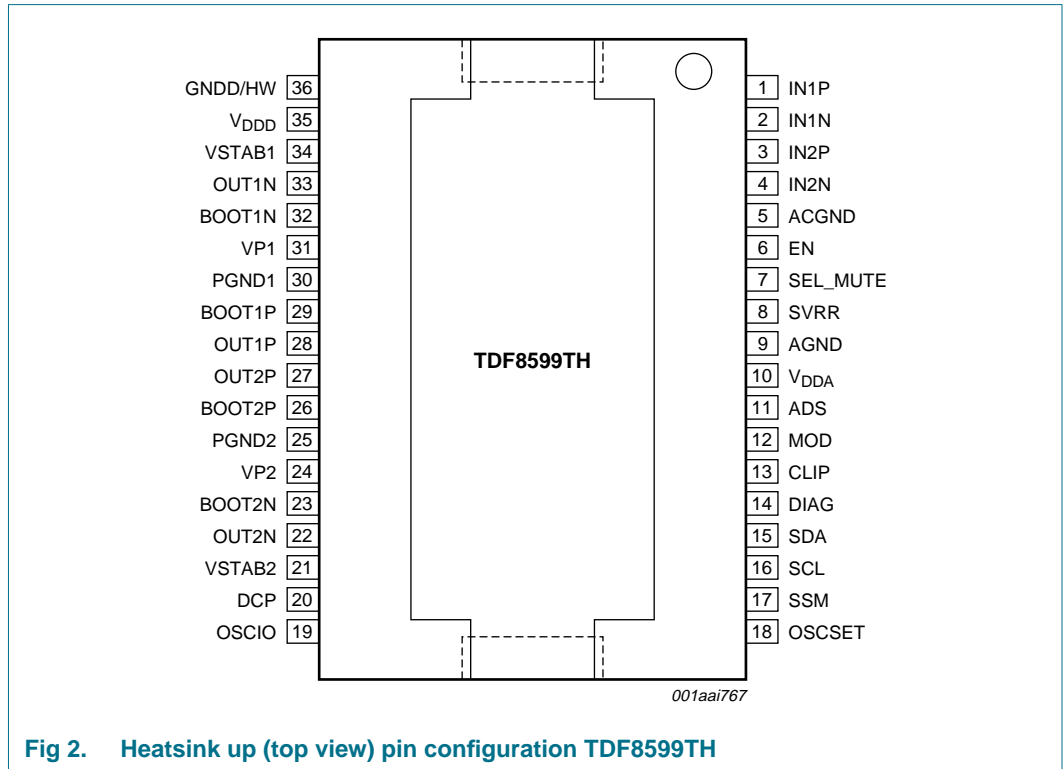 GNDD/HW 36
VDDD 35
VSTAB1 34
OUT1N 33
BOOT1N 32
VP1 31
PGND1 30
BOOT1P 29
OUT1P 28
OUT2P 27
BOOT2P 26
PGND2 25
VP2 24
BOOT2N 23
OUT2N 22
VSTAB2 21
DCP 20
OSCIO 19
TDF8599TH
1 IN1P
2 IN1N
3 IN2P
4 IN2N
5 ACGND
6 EN
7 SEL_MUTE
8 SVRR
9 AGND
10 VDDA
11 ADS
12 MOD
13 CLIP
14 DIAG
15 SDA
16 SCL
17 SSM
18 OSCSET
001aai767
Fig 2. Heatsink up (top view) pin configuration TDF8599TH